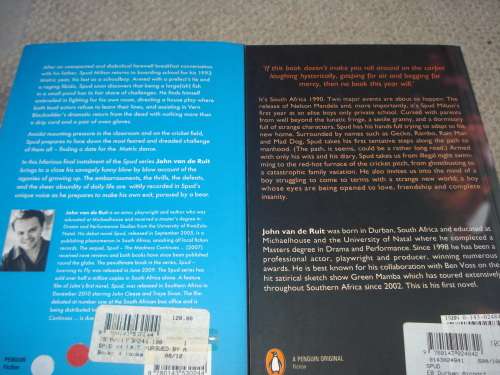 After an unexpected and diabolical farewell breakfast conversation
with his father, Spud Milton returns to boarding school for his 1993
Matric year, his last as a schoolboy. Armed with a prefect's tie and
a raging libido, Spud soon discovers that being a large(ish) fish
in a small pond has its fair share of challenges. He finds himself
embroiled in fighting for his own room, directing a house play where
both lead actors refuse to learn their lines, and assisting in Vern
Blackadder's dramatic return from the dead with nothing more than
a drip cord and a pair of swim gloves.
Amidst mounting pressure in the classroom and on the cricket field,
Spud prepares to face down the most feared and dreaded challenge
of them all – finding a date for the Matric dance.
In this hilarious final instalment of the Spud series John van de Ruit
brings to a close his savagely funny blow by blow account of the
agonies of growing up. The embarrassments, the thrills, the defeats,
and the sheer absurdity of daily life are wittily recorded in Spud's
unique voice as he prepares to make his own exit, pursued by a bear.
John van de Ruit is an actor, playwright and author who was
educated at Michaelhouse and received a master's degree in
Drama and Performance Studies from the University of KwaZulu
Natal. His debut novel Spud, released in September 2005, is a
publishing phenomenon in South Africa, smashing all local fiction
records. The sequel, Spud – The Madness Continues ... (2007)
received rave reviews and both books have since been published
round the globe. The penultimate book in the series, Spud –
Learning to Fly was released in June 2009. The Spud series has
sold over half a million copies in South Africa alone. A feature
film of John's first novel, Spud, was released in Southern Africa in
December 2010 starring John Cleese and Troye Sivan. The film
debuted at number one at the South African box office and is
being distributed
Continues ... is due
120.00
PENGUIN
Fiction
'If this book doesn't make you roll around on the carpet
laughing hysterically, gasping for air and begging for
mercy, then no book this year will'
It's South Africa 1990. Two major events are about to happen. The
release of Nelson Mandela and, more importantly, it's Spud Milton's
first year at an elite boys only private school. Cursed with parents
from well beyond the lunatic fringe, a senile granny, and a dormitory
full of strange characters, Spud has his hands full trying to adapt to his
new home. Surrounded by names such as Gecko, Rambo, Rain Man
and Mad Dog, Spud takes his first tentative steps along the path to
manhood. (The path, it seems, could be a rather long road.) Armed
with only his wits and his diary, Spud takes us from illegal night swim-
ming to the red-hot furnace of the cricket pitch, from ghostbusting to
a catastrophic family vacation. He also invites us into the mind of a
boy struggling to come to terms with a strange new world; a boy
whose eyes are being opened to love, friendship and complete
insanity.
John van de Ruit was born in Durban, South Africa and educated at
Michaelhouse and the University of Natal where he completed a
Masters degree in Drama and Performance. Since 1998 he has been a
professional actor, playwright and producer, winning numerous
awards. He is best known for his collaboration with Ben Voss on the
hit satirical sketch show Green Mamba which has toured extensively
throughout Southern Africa since 2002. This is his first novel.
A PENGUIN ORIGINAL
Fiction
9780143024842
SPUD